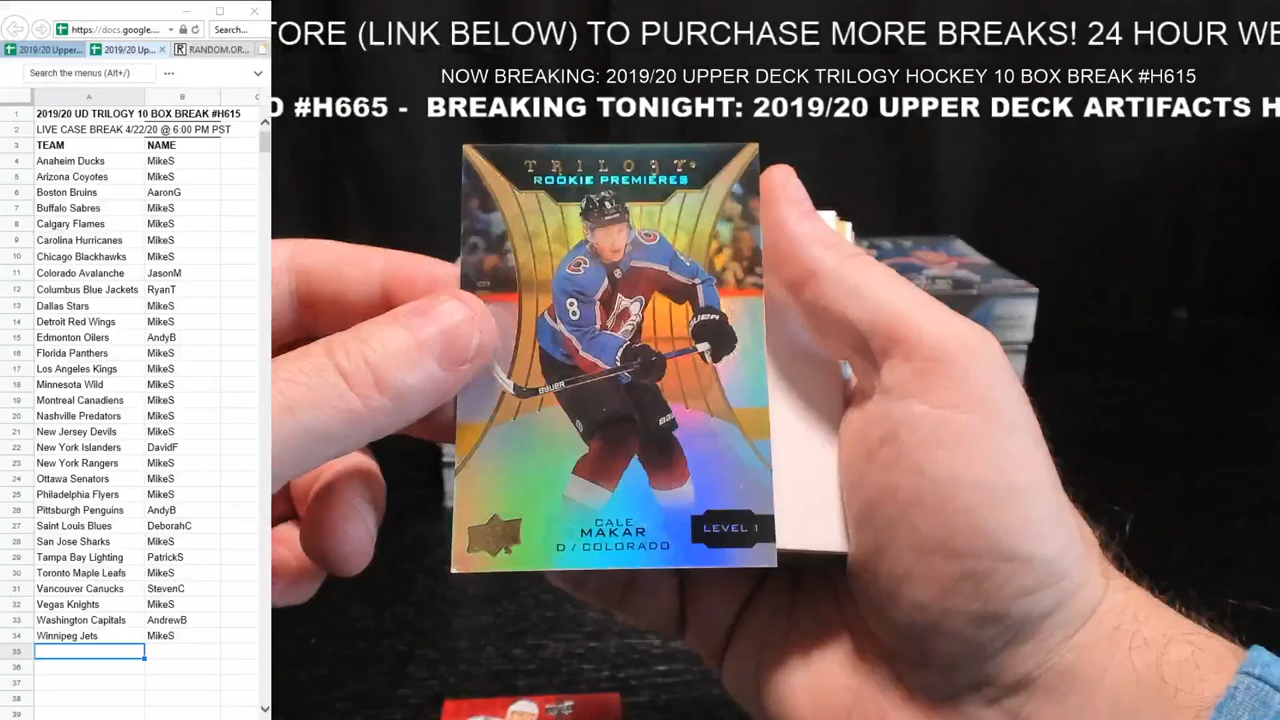 https://docs.google....
Search...
2019/20 Upper...
2019/20 Up...
RANDOM.OR...
Search the menus (Alt+/)
A B
1 2019/20 UD TRILOGY 10 BOX BREAK #H615
2 LIVE CASE BREAK 4/22/20 @ 6:00 PM PST
3 TEAM NAME
4 Anaheim Ducks MikeS
5 Arizona Coyotes MikeS
6 Boston Bruins AaronG
7 Buffalo Sabres MikeS
8 Calgary Flames MikeS
9 Carolina Hurricanes MikeS
10 Chicago Blackhawks MikeS
11 Colorado Avalanche JasonM
12 Columbus Blue Jackets RyanT
13 Dallas Stars MikeS
14 Detroit Red Wings MikeS
15 Edmonton Oilers AndyB
16 Florida Panthers MikeS
17 Los Angeles Kings MikeS
18 Minnesota Wild MikeS
19 Montreal Canadiens MikeS
20 Nashville Predators MikeS
21 New Jersey Devils MikeS
22 New York Islanders DavidF
23 New York Rangers MikeS
24 Ottawa Senators MikeS
25 Philadelphia Flyers MikeS
26 Pittsburgh Penguins AndyB
27 Saint Louis Blues DeborahC
28 San Jose Sharks MikeS
29 Tampa Bay Lighting PatrickS
30 Toronto Maple Leafs MikeS
31 Vancouver Canucks StevenC
32 Vegas Knights MikeS
33 Washington Capitals AndrewB
34 Winnipeg Jets MikeS
35
36
37
38
39
TORE (LINK BELOW) TO PURCHASE MORE BREAKS! 24 HOUR WE
NOW BREAKING: 2019/20 UPPER DECK TRILOGY HOCKEY 10 BOX BREAK #H615
#H665 - BREAKING TONIGHT: 2019/20 UPPER DECK ARTIFACTS H
TRILOGY
ROOKIE PREMIERES
8
BAUER
CALE
MAKAR
D / COLORADO
LEVEL 1